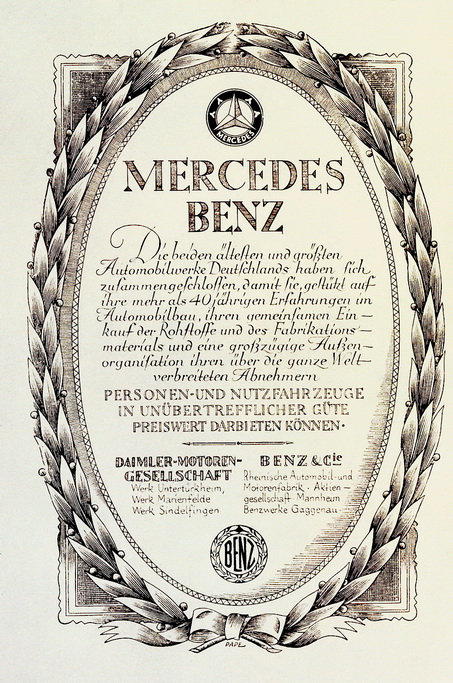 MERCEDES
MERCEDES
BENZ
Die beiden ältesten und größten
Automobilwerke Deutschlands haben sich
zusammengeschlossen, damit sie, gestützt auf
ihre mehr als 40 jährigen Erfahrungen im
Automobilbau, ihren gemeinsamen Ein-
kauf der Rohstoffe und des Fabrikations-
materials und eine großzügige Außen-
organisation ihren über die ganze Welt
verbreiteten Abnehmern
PERSONEN-UND NUTZFAHRZEUGE
IN UNÜBERTREFFLICHER GÜTE
PREISWERT DARBIETEN KÖNNEN.
DAIMLER-MOTOREN-
GESELLSCHAFT
Werk Untertürkheim,
Werk Marienfelde
Werk Sindelfingen
BENZ & Cie
Rheinische Automobil-und
Motorenfabrik - Aktien-
gesellschaft Mannheim
Benzwerke Gaggenau.
BENZ
PAPE